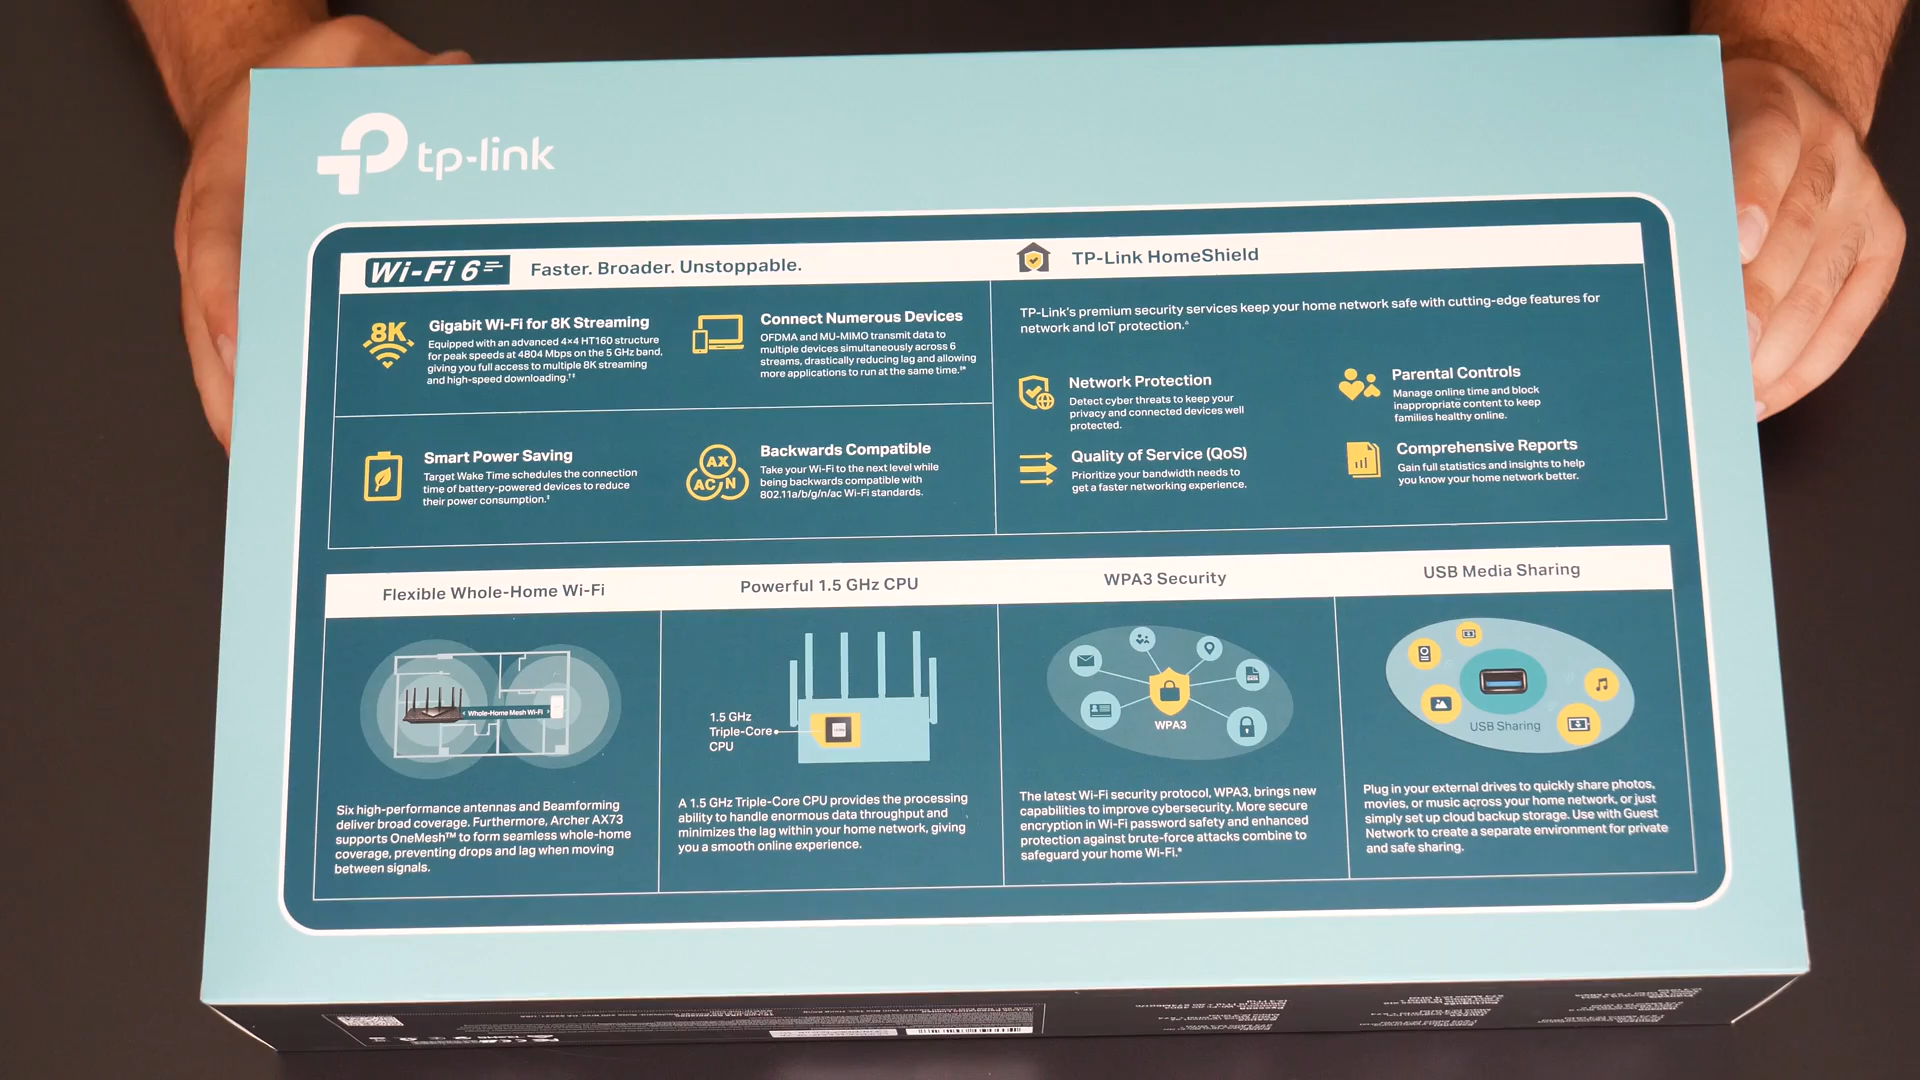 tp-link
Wi-Fi 6
Faster. Broader. Unstoppable.
8K
Gigabit Wi-Fi for 8K Streaming
Equipped with an advanced 4×4 HT160 structure
for peak speeds at 4804 Mbps on the 5 GHz band,
giving you full access to multiple 8K streaming
and high-speed downloading.†‡
Connect Numerous Devices
OFDMA and MU-MIMO transmit data to
multiple devices simultaneously across 6
streams, drastically reducing lag and allowing
more applications to run at the same time.
Smart Power Saving
Target Wake Time schedules the connection
time of battery-powered devices to reduce
their power consumption.‡
AX
AC N
Backwards Compatible
Take your Wi-Fi to the next level while
being backwards compatible with
802.11a/b/g/n/ac Wi-Fi standards.
TP-Link HomeShield
TP-Link's premium security services keep your home network safe with cutting-edge features for
network and IoT protection.
Network Protection
Detect cyber threats to keep your
privacy and connected devices well
protected.
Parental Controls
Manage online time and block
inappropriate content to keep
families healthy online.
Quality of Service (QoS)
Prioritize your bandwidth needs to
get a faster networking experience.
Comprehensive Reports
Gain full statistics and insights to help
you know your home network better.
Flexible Whole-Home Wi-Fi
Whole-Home Mesh Wi-Fi
Six high-performance antennas and Beamforming
deliver broad coverage. Furthermore, Archer AX73
supports OneMesh™ to form seamless whole-home
coverage, preventing drops and lag when moving
between signals.
Powerful 1.5 GHz CPU
1.5 GHz
Triple-Core
CPU
A 1.5 GHz Triple-Core CPU provides the processing
ability to handle enormous data throughput and
minimizes the lag within your home network, giving
you a smooth online experience.
WPA3 Security
WPA3
The latest Wi-Fi security protocol, WPA3, brings new
capabilities to improve cybersecurity. More secure
encryption in Wi-Fi password safety and enhanced
protection against brute-force attacks combine to
safeguard your home Wi-Fi.*
USB Media Sharing
USB Sharing
Plug in your external drives to quickly share photos,
movies, or music across your home network, or just
simply set up cloud backup storage. Use with Guest
Network to create a separate environment for private
and safe sharing.